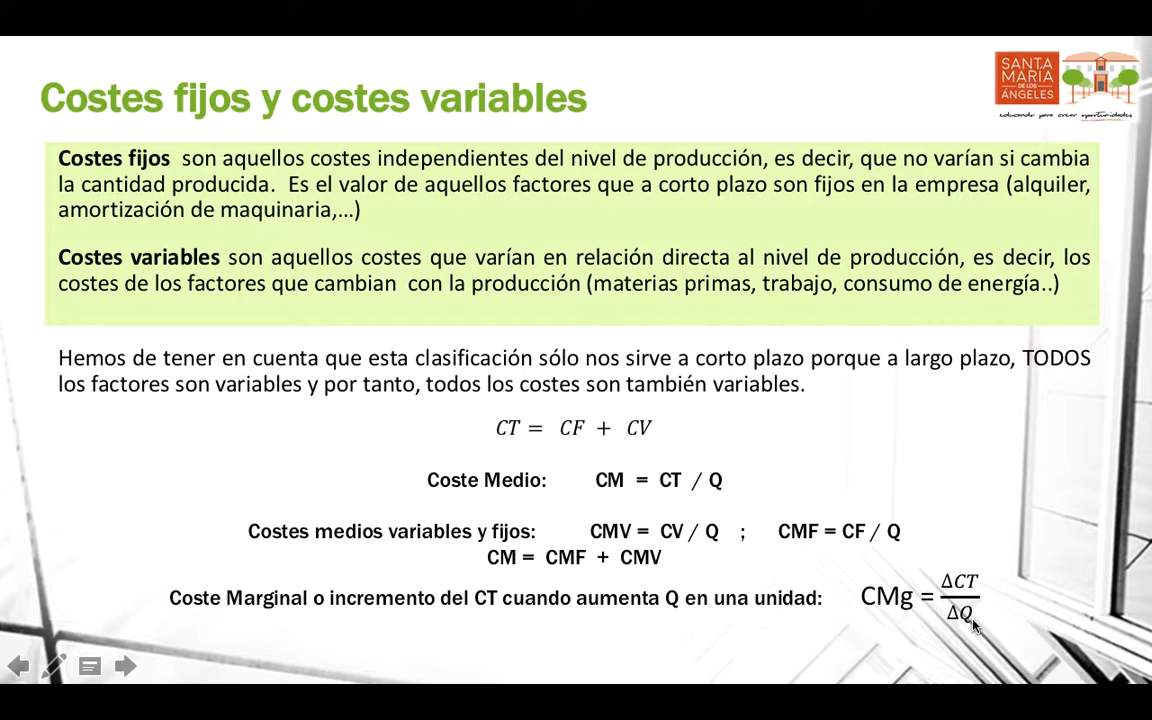 Costes fijos y costes variables
SANTA
MARIA
DE LOS
ÁNGELES
educando para crear oportunidades
Costes fijos son aquellos costes independientes del nivel de producción, es decir, que no varían si cambia
la cantidad producida. Es el valor de aquellos factores que a corto plazo son fijos en la empresa (alquiler,
amortización de maquinaria,...)
Costes variables son aquellos costes que varían en relación directa al nivel de producción, es decir, los
costes de los factores que cambian con la producción (materias primas, trabajo, consumo de energía..)
Hemos de tener en cuenta que esta clasificación sólo nos sirve a corto plazo porque a largo plazo, TODOS
los factores son variables y por tanto, todos los costes son también variables.
CT = CF + CV
Coste Medio: CM = CT / Q
Costes medios variables y fijos: CMV = CV / Q ; CMF = CF / Q
CM = CMF + CMV
Coste Marginal o incremento del CT cuando aumenta Q en una unidad: CMg = ΔCT / ΔQ